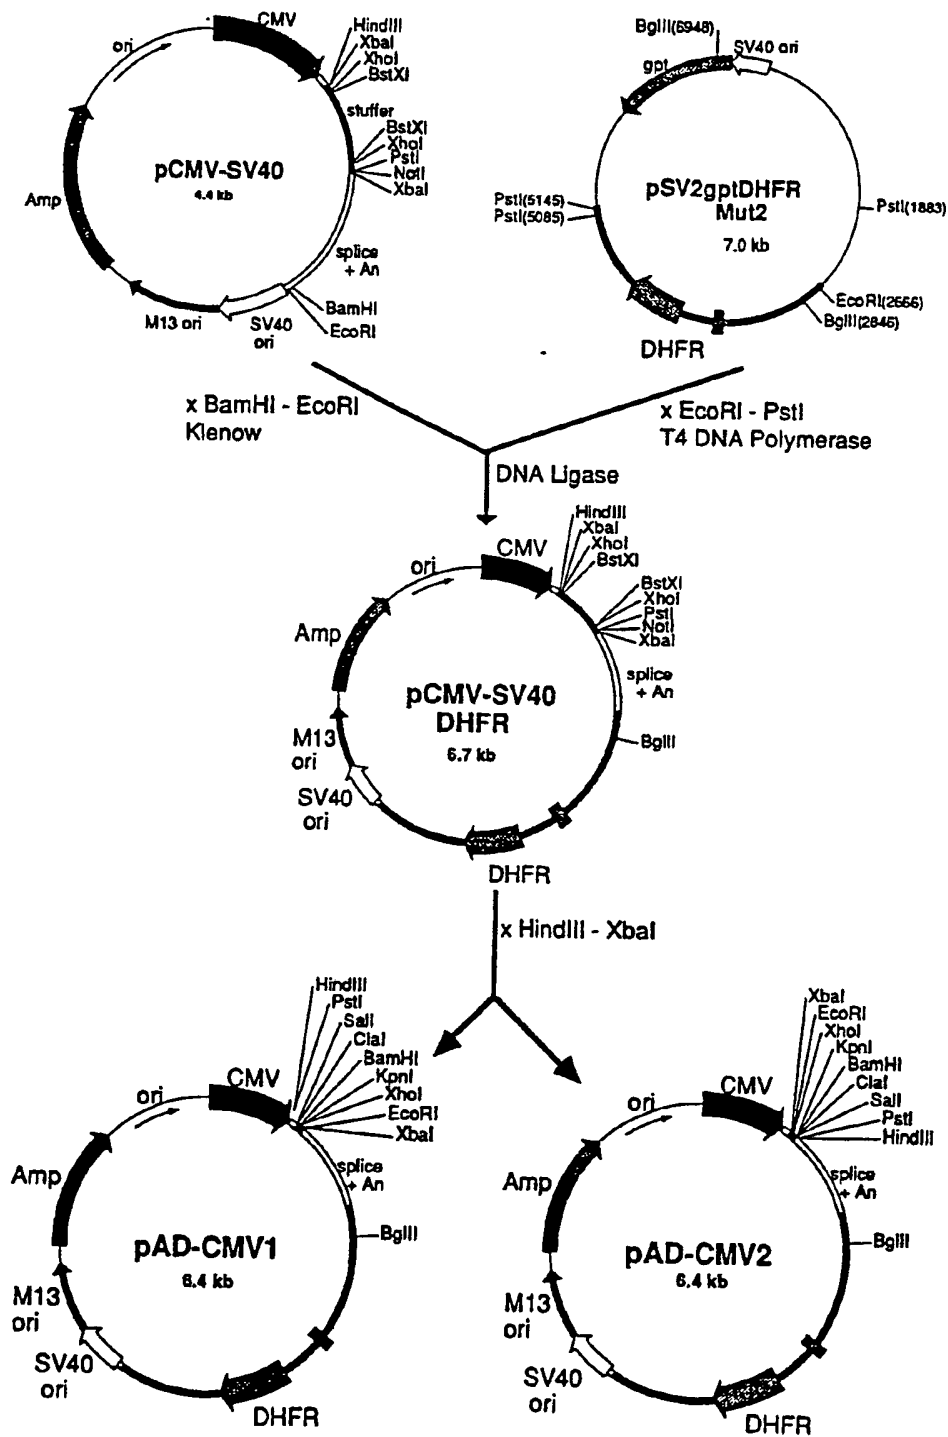 CMV
HindIII
XbaI
XhoI
BstXI
ori
stuffer
BstXI
XhoI
PstI
NotI
XbaI
pCMV-SV40
4.4 kb
Amp
splice
+ An
BamHI
EcoRI
M13 ori
SV40
ori
BglII(6948)
SV40 ori
gpt
pSV2gptDHFR
Mut2
7.0 kb
PstI(5145)
PstI(5085)
PstI(1883)
EcoRI(2656)
BglII(2846)
DHFR
x BamHI - EcoRI
Klenow
x EcoRI - PstI
T4 DNA Polymerase
DNA Ligase
HindIII
XbaI
XhoI
BstXI
CMV
ori
BstXI
XhoI
PstI
NotI
XbaI
Amp
splice
+ An
pCMV-SV40
DHFR
6.7 kb
BglII
M13
ori
SV40
ori
DHFR
x HindIII - XbaI
HindIII
PstI
SalI
ClaI
BamHI
KpnI
XhoI
EcoRI
XbaI
CMV
ori
Amp
splice
+ An
BglII
pAD-CMV1
6.4 kb
M13
ori
SV40
ori
DHFR
XbaI
EcoRI
XhoI
KpnI
BamHI
ClaI
SalI
PstI
HindIII
CMV
ori
Amp
splice
+ An
BglII
pAD-CMV2
6.4 kb
M13
ori
SV40
ori
DHFR